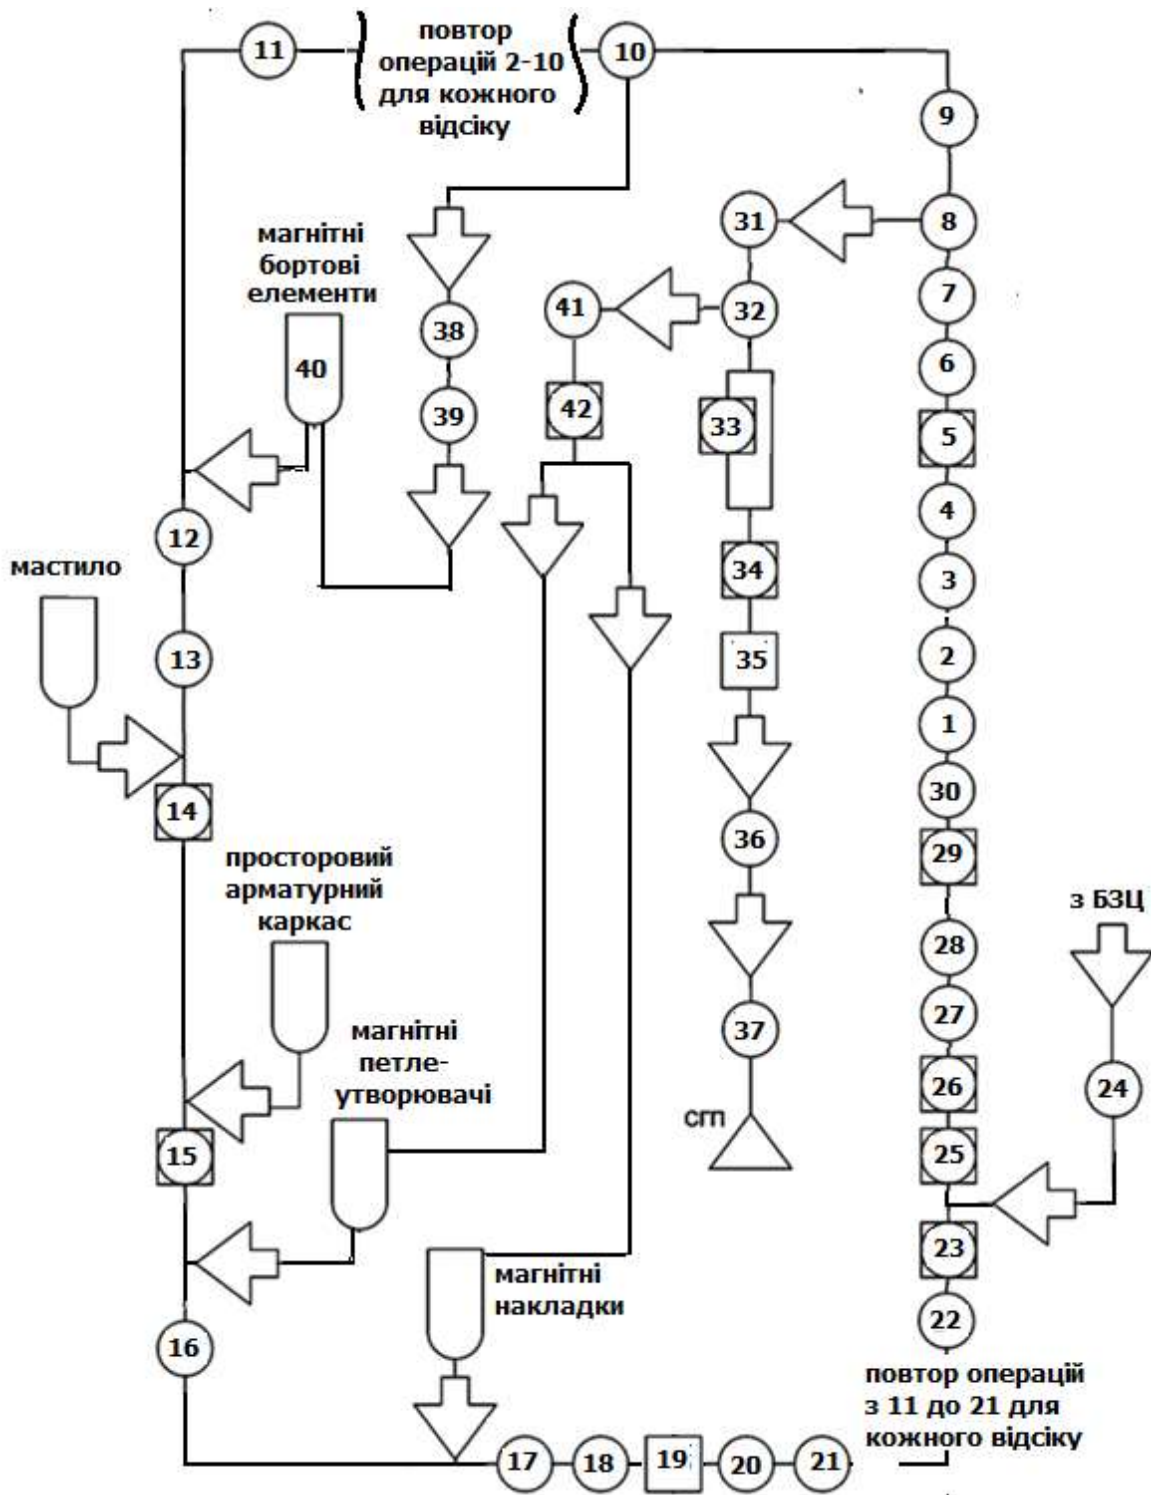 11
повтор
операцій 2-10
для кожного
відсіку
10
9
8
31
7
32
41
6
магнітні
бортові
елементи
40
38
39
42
33
5
4
12
мастило
34
3
13
35
2
1
14
30
36
29
просторовий
арматурний
каркас
з БЗЦ
28
27
37
магнітні
петле-
утворювачі
26
24
СГП
15
25
23
магнітні
накладки
22
16
повтор операцій
з 11 до 21 для
кожного відсіку
17
18
19
20
21